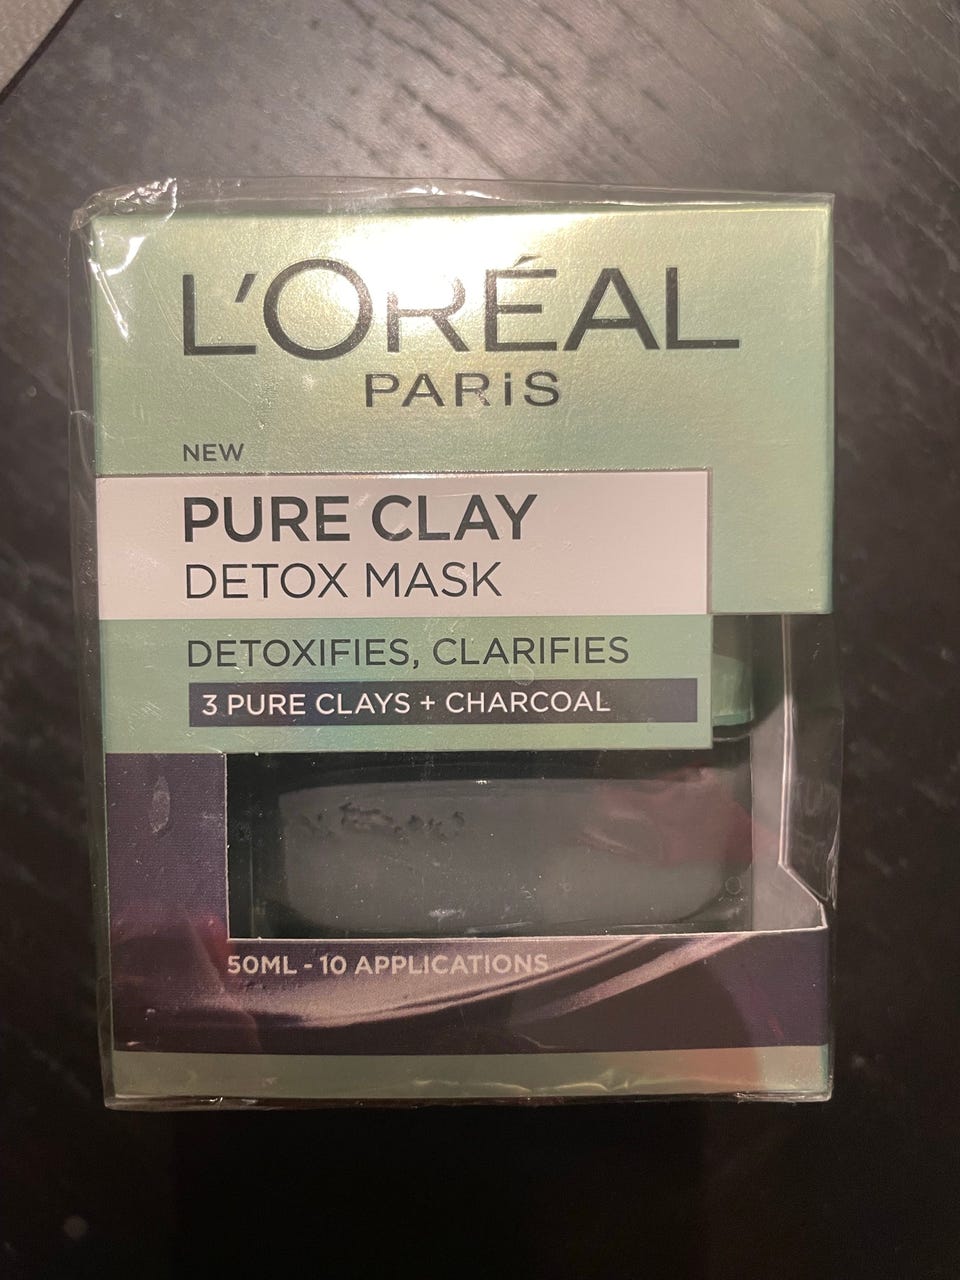 L'ORÉAL
PARiS
NEW
PURE CLAY
DETOX MASK
DETOXIFIES, CLARIFIES
3 PURE CLAYS + CHARCOAL
50ML - 10 APPLICATIONS